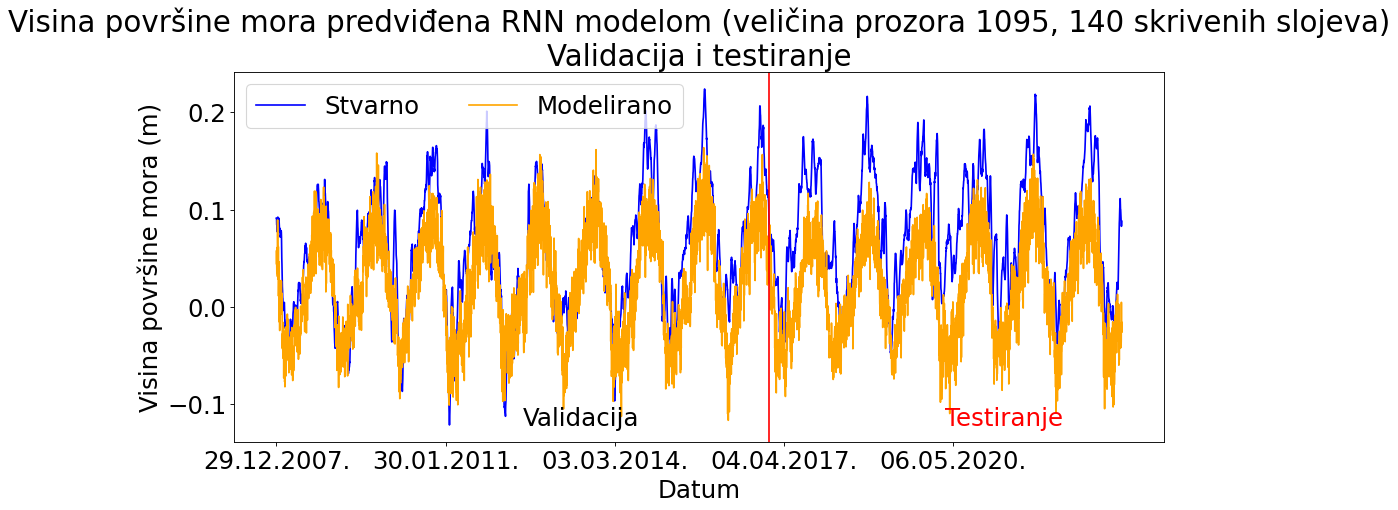 Visina površine mora predviđena RNN modelom (veličina prozora 1095, 140 skrivenih slojeva)
Validacija i testiranje
Stvarno Modelirano
Visina površine mora (m)
0.2
0.1
0.0
−0.1
Validacija Testiranje
29.12.2007. 30.01.2011. 03.03.2014. 04.04.2017. 06.05.2020.
Datum